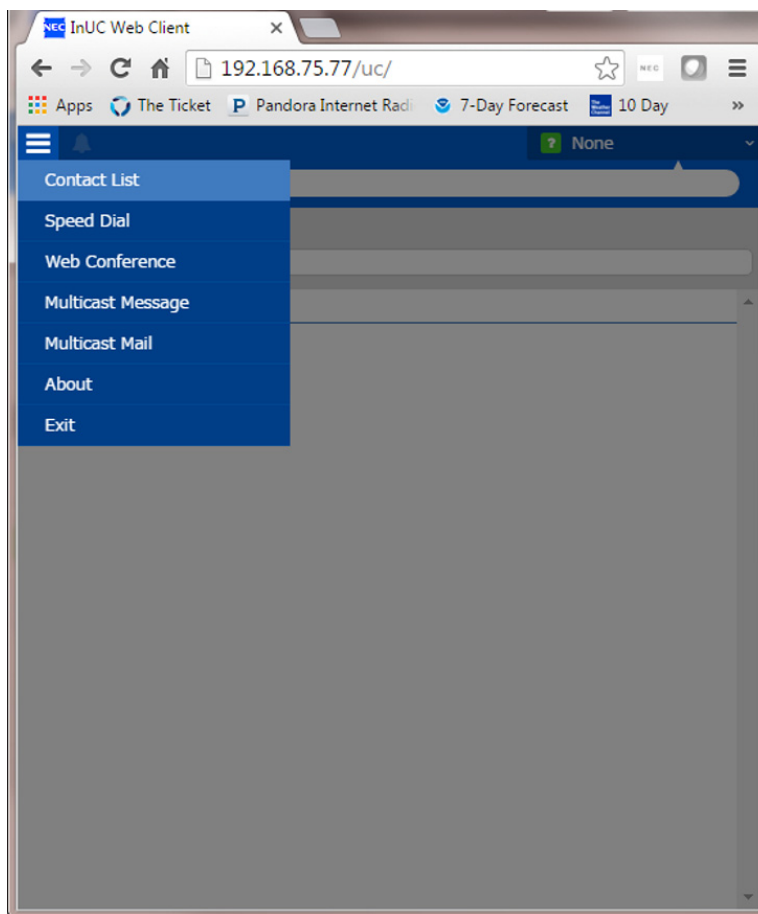 NEC InUC Web Client
192.168.75.77/uc/ NEC
Apps The Ticket P Pandora Internet Radi 7-Day Forecast 10 Day »
? None
Contact List
Speed Dial
Web Conference
Multicast Message
Multicast Mail
About
Exit